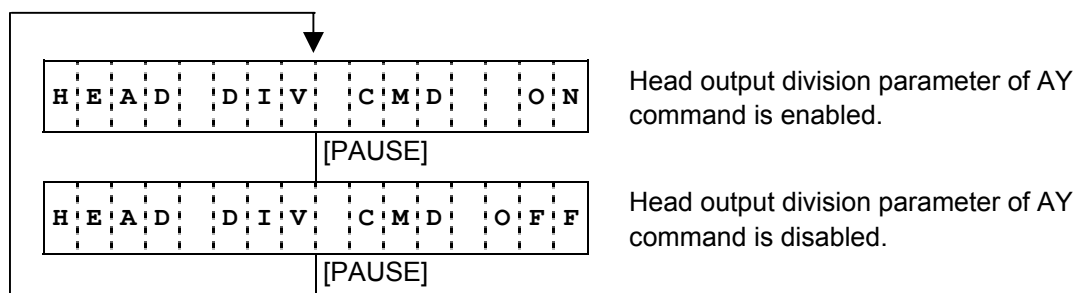 HEAD DIV CMD  ON
Head output division parameter of AY
command is enabled.
[PAUSE]
HEAD DIV CMD OFF
Head output division parameter of AY
command is disabled.
[PAUSE]